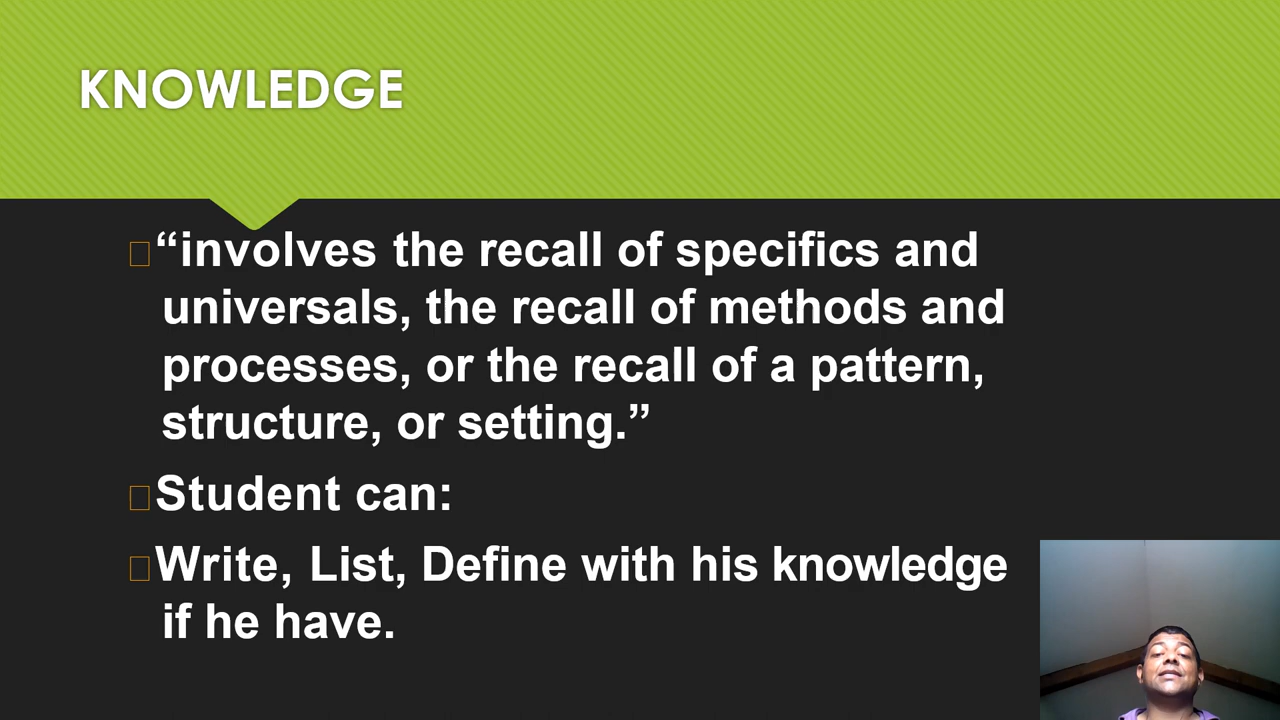 KNOWLEDGE
“involves the recall of specifics and
universals, the recall of methods and
processes, or the recall of a pattern,
structure, or setting.”
Student can:
Write, List, Define with his knowledge
if he have.